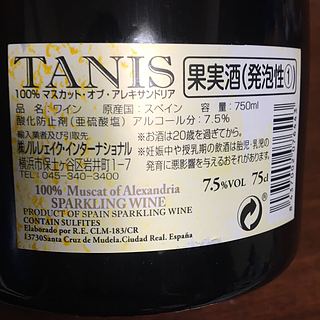 TANIS
果実酒(発泡性①)
100% マスカット・オブ・アレキサンドリア
品名:ワイン 原産国:スペイン 容量:750ml
酸化防止剤(亜硫酸塩) アルコール分:7.5%
輸入業者及び引取先
㈱ノルレェイク・インターナショナル
横浜市保土ヶ谷区岩井町1-7
TEL:045-340-3400
※お酒は20歳を過ぎてから。
※妊娠中や授乳期の飲酒は胎児・乳児の
発育に悪影響を与えるおそれがあります。
100% Muscat of Alexandria
SPARKLING WINE
7.5%VOL 75cl
PRODUCT OF SPAIN SPARKLING WINE
CONTAIN SULFITES
Elaborado por R.E. CLM-183/CR
13730Santa Cruz de Mudela.Ciudad Real. España